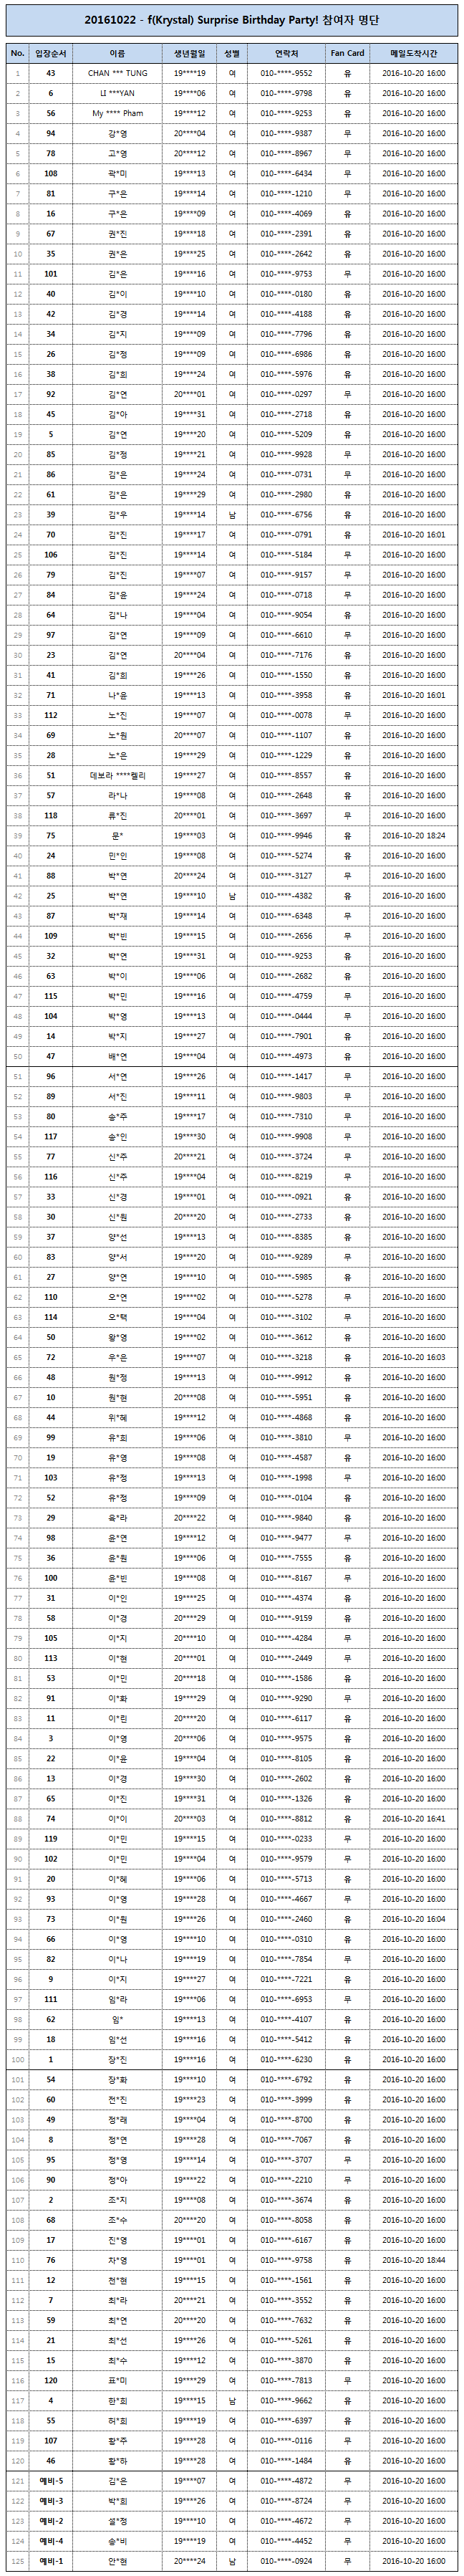 20161022 - f(Krystal) Surprise Birthday Party! 참여자 명단
No. 입장순서 이름 생년월일 성별 연락처 Fan Card 메일도착시간
1 43 CHAN *** TUNG 19****19 여 010-****-9552 유 2016-10-20 16:00
2 6 LI ***YAN 19****06 여 010-****-9798 유 2016-10-20 16:00
3 56 My **** Pham 19****12 여 010-****-9253 유 2016-10-20 16:00
4 94 강*영 20****04 여 010-****-9387 무 2016-10-20 16:00
5 78 고*영 20****12 여 010-****-8967 무 2016-10-20 16:00
6 108 곽*미 19****13 여 010-****-6434 무 2016-10-20 16:00
7 81 구*은 19****14 여 010-****-1210 무 2016-10-20 16:00
8 16 구*은 19****09 여 010-****-4069 유 2016-10-20 16:00
9 67 권*진 19****18 여 010-****-2391 유 2016-10-20 16:00
10 35 권*은 19****25 여 010-****-2642 유 2016-10-20 16:00
11 101 김*은 19****16 여 010-****-9753 무 2016-10-20 16:00
12 40 김*이 19****10 여 010-****-0180 유 2016-10-20 16:00
13 42 김*경 19****14 여 010-****-4188 유 2016-10-20 16:00
14 34 김*지 19****09 여 010-****-7796 유 2016-10-20 16:00
15 26 김*정 19****09 여 010-****-6986 유 2016-10-20 16:00
16 38 김*희 19****24 여 010-****-5976 유 2016-10-20 16:00
17 92 김*연 20****01 여 010-****-0297 무 2016-10-20 16:00
18 45 김*아 19****31 여 010-****-2718 유 2016-10-20 16:00
19 5 김*연 19****20 여 010-****-5209 유 2016-10-20 16:00
20 85 김*정 19****21 여 010-****-9928 무 2016-10-20 16:00
21 86 김*은 19****24 여 010-****-0731 무 2016-10-20 16:00
22 61 김*은 19****29 여 010-****-2980 유 2016-10-20 16:00
23 39 김*우 19****14 남 010-****-6756 유 2016-10-20 16:00
24 70 김*진 19****17 여 010-****-0791 유 2016-10-20 16:01
25 106 김*진 19****14 여 010-****-5184 무 2016-10-20 16:00
26 79 김*진 19****07 여 010-****-9157 무 2016-10-20 16:00
27 84 김*윤 19****24 여 010-****-0718 무 2016-10-20 16:00
28 64 김*나 19****04 여 010-****-9054 유 2016-10-20 16:00
29 97 김*연 19****09 여 010-****-6610 무 2016-10-20 16:00
30 23 김*연 20****04 여 010-****-7176 유 2016-10-20 16:00
31 41 김*희 19****26 여 010-****-1550 유 2016-10-20 16:00
32 71 나*윤 19****13 여 010-****-3958 유 2016-10-20 16:01
33 112 노*진 19****07 여 010-****-0078 무 2016-10-20 16:00
34 69 노*원 20****07 여 010-****-1107 유 2016-10-20 16:00
35 28 노*은 19****29 여 010-****-1229 유 2016-10-20 16:00
36 51 데보라 ****켈리 19****27 여 010-****-8557 유 2016-10-20 16:00
37 57 라*나 19****08 여 010-****-2648 유 2016-10-20 16:00
38 118 류*진 20****01 여 010-****-3697 무 2016-10-20 16:00
39 75 문* 19****03 여 010-****-9946 유 2016-10-20 18:24
40 24 민*인 19****08 여 010-****-5274 유 2016-10-20 16:00
41 88 박*연 20****24 여 010-****-3127 무 2016-10-20 16:00
42 25 박*연 19****10 남 010-****-4382 유 2016-10-20 16:00
43 87 박*재 19****14 여 010-****-6348 무 2016-10-20 16:00
44 109 박*빈 19****15 여 010-****-2656 무 2016-10-20 16:00
45 32 박*연 19****31 여 010-****-9253 유 2016-10-20 16:00
46 63 박*이 19****06 여 010-****-2682 유 2016-10-20 16:00
47 115 박*민 19****16 여 010-****-4759 무 2016-10-20 16:00
48 104 박*영 19****13 여 010-****-0444 무 2016-10-20 16:00
49 14 박*지 19****27 여 010-****-7901 유 2016-10-20 16:00
50 47 배*연 19****04 여 010-****-4973 유 2016-10-20 16:00
51 96 서*연 19****26 여 010-****-1417 무 2016-10-20 16:00
52 89 서*진 19****11 여 010-****-9803 무 2016-10-20 16:00
53 80 송*주 19****17 여 010-****-7310 무 2016-10-20 16:00
54 117 송*인 19****30 여 010-****-9908 무 2016-10-20 16:00
55 77 신*주 20****21 여 010-****-3724 무 2016-10-20 16:00
56 116 신*주 19****04 여 010-****-8219 무 2016-10-20 16:00
57 33 신*경 19****01 여 010-****-0921 유 2016-10-20 16:00
58 30 신*원 20****20 여 010-****-2733 유 2016-10-20 16:00
59 37 양*선 19****13 여 010-****-8385 유 2016-10-20 16:00
60 83 양*서 19****20 여 010-****-9289 무 2016-10-20 16:00
61 27 양*연 19****10 여 010-****-5985 유 2016-10-20 16:00
62 110 오*연 19****02 여 010-****-5278 무 2016-10-20 16:00
63 114 오*택 19****04 여 010-****-3102 무 2016-10-20 16:00
64 50 왕*영 19****02 여 010-****-3612 유 2016-10-20 16:00
65 72 우*은 19****07 여 010-****-3218 유 2016-10-20 16:03
66 48 원*정 19****13 여 010-****-9912 유 2016-10-20 16:00
67 10 원*현 20****08 여 010-****-5951 유 2016-10-20 16:00
68 44 위*혜 19****12 여 010-****-4868 유 2016-10-20 16:00
69 99 유*희 19****06 여 010-****-3810 무 2016-10-20 16:00
70 19 유*영 19****08 여 010-****-4587 유 2016-10-20 16:00
71 103 유*정 19****13 여 010-****-1998 무 2016-10-20 16:00
72 52 유*정 19****09 여 010-****-0104 유 2016-10-20 16:00
73 29 육*라 20****22 여 010-****-9840 유 2016-10-20 16:00
74 98 윤*연 19****12 여 010-****-9477 무 2016-10-20 16:00
75 36 윤*원 19****06 여 010-****-7555 유 2016-10-20 16:00
76 100 윤*빈 19****08 여 010-****-8167 무 2016-10-20 16:00
77 31 이*인 19****25 여 010-****-4374 유 2016-10-20 16:00
78 58 이*경 20****29 여 010-****-9159 유 2016-10-20 16:00
79 105 이*지 20****10 여 010-****-4284 무 2016-10-20 16:00
80 113 이*현 20****01 여 010-****-2449 무 2016-10-20 16:00
81 53 이*민 20****18 여 010-****-1586 유 2016-10-20 16:00
82 91 이*화 19****29 여 010-****-9290 무 2016-10-20 16:00
83 11 이*린 20****20 여 010-****-6117 유 2016-10-20 16:00
84 3 이*영 20****06 여 010-****-9575 유 2016-10-20 16:00
85 22 이*윤 19****04 여 010-****-8105 유 2016-10-20 16:00
86 13 이*경 19****30 여 010-****-2602 유 2016-10-20 16:00
87 65 이*진 19****31 여 010-****-1326 유 2016-10-20 16:00
88 74 이*이 20****03 여 010-****-8812 유 2016-10-20 16:41
89 119 이*민 19****15 여 010-****-0233 무 2016-10-20 16:00
90 102 이*민 19****04 여 010-****-9579 무 2016-10-20 16:00
91 20 이*혜 19****06 여 010-****-5713 유 2016-10-20 16:00
92 93 이*영 19****28 여 010-****-4667 무 2016-10-20 16:00
93 73 이*원 19****26 여 010-****-2460 유 2016-10-20 16:04
94 66 이*영 19****10 여 010-****-0310 유 2016-10-20 16:00
95 82 이*나 19****19 여 010-****-7854 무 2016-10-20 16:00
96 9 이*지 19****27 여 010-****-7221 유 2016-10-20 16:00
97 111 임*라 19****06 여 010-****-6953 무 2016-10-20 16:00
98 62 임* 19****13 여 010-****-4107 유 2016-10-20 16:00
99 18 임*선 19****16 여 010-****-5412 유 2016-10-20 16:00
100 1 장*진 19****16 여 010-****-6230 유 2016-10-20 16:00
101 54 장*화 19****10 여 010-****-6792 유 2016-10-20 16:00
102 60 전*진 19****23 여 010-****-3999 유 2016-10-20 16:00
103 49 정*래 19****04 여 010-****-8700 유 2016-10-20 16:00
104 8 정*연 19****28 여 010-****-7067 유 2016-10-20 16:00
105 95 정*영 19****14 여 010-****-3707 무 2016-10-20 16:00
106 90 정*아 19****22 여 010-****-2210 무 2016-10-20 16:00
107 2 조*지 19****08 여 010-****-3674 유 2016-10-20 16:00
108 68 조*수 20****20 여 010-****-8058 유 2016-10-20 16:00
109 17 진*영 19****01 여 010-****-6167 유 2016-10-20 16:00
110 76 차*영 19****01 여 010-****-9758 유 2016-10-20 18:44
111 12 천*현 19****15 여 010-****-1561 유 2016-10-20 16:00
112 7 최*라 20****21 여 010-****-3552 유 2016-10-20 16:00
113 59 최*연 20****20 여 010-****-7632 유 2016-10-20 16:00
114 21 최*선 19****26 여 010-****-5261 유 2016-10-20 16:00
115 15 최*수 19****12 여 010-****-3870 유 2016-10-20 16:00
116 120 표*미 19****29 여 010-****-7813 무 2016-10-20 16:00
117 4 한*희 19****15 남 010-****-9662 유 2016-10-20 16:00
118 55 허*희 19****19 여 010-****-6397 유 2016-10-20 16:00
119 107 황*주 19****28 여 010-****-0116 무 2016-10-20 16:00
120 46 황*하 19****28 여 010-****-1484 유 2016-10-20 16:00
121 예비-5 김*은 19****07 여 010-****-4872 무 2016-10-20 16:00
122 예비-3 박*희 19****26 여 010-****-8724 무 2016-10-20 16:00
123 예비-2 설*정 19****10 여 010-****-4672 무 2016-10-20 16:00
124 예비-4 송*비 19****19 여 010-****-4452 무 2016-10-20 16:00
125 예비-1 안*현 20****24 남 010-****-0924 무 2016-10-20 16:00